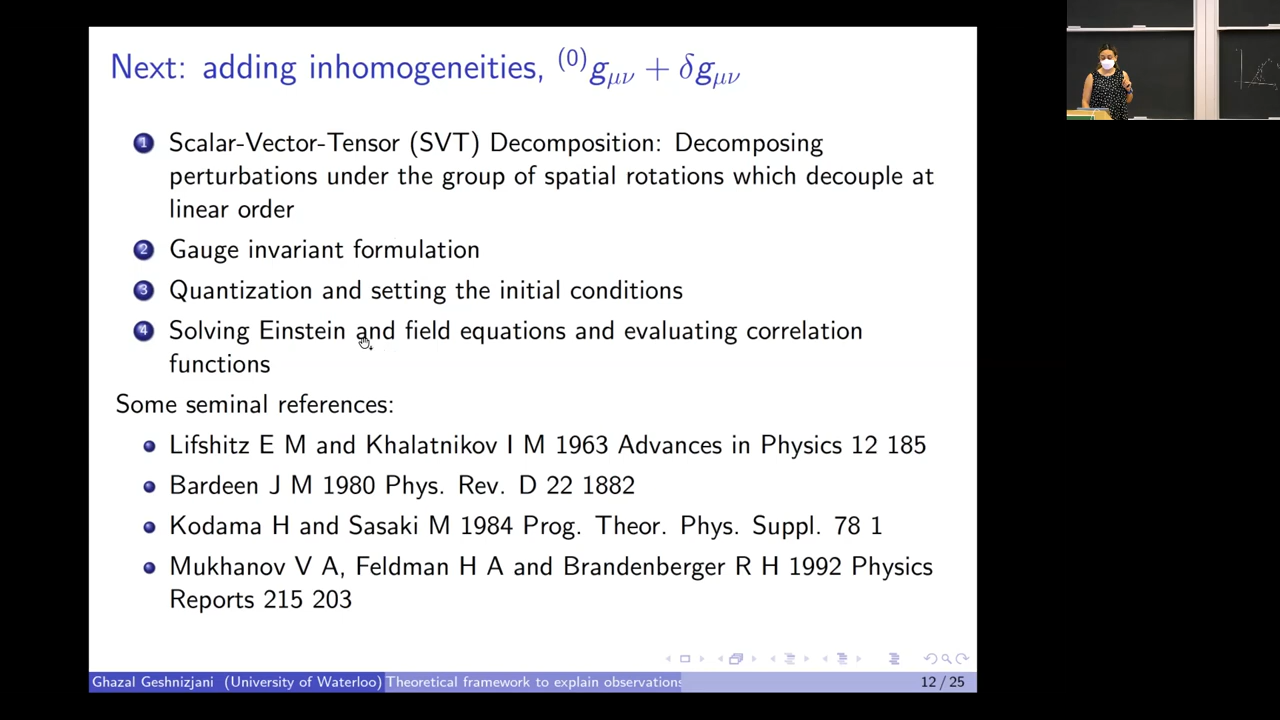 Next: adding inhomogeneities, ⁽⁰⁾gμν + δgμν
1 Scalar-Vector-Tensor (SVT) Decomposition: Decomposing
perturbations under the group of spatial rotations which decouple at
linear order
2 Gauge invariant formulation
3 Quantization and setting the initial conditions
4 Solving Einstein and field equations and evaluating correlation
functions
Some seminal references:
Lifshitz E M and Khalatnikov I M 1963 Advances in Physics 12 185
Bardeen J M 1980 Phys. Rev. D 22 1882
Kodama H and Sasaki M 1984 Prog. Theor. Phys. Suppl. 78 1
Mukhanov V A, Feldman H A and Brandenberger R H 1992 Physics
Reports 215 203
Ghazal Geshnizjani (University of Waterloo) Theoretical framework to explain observations 12 / 25